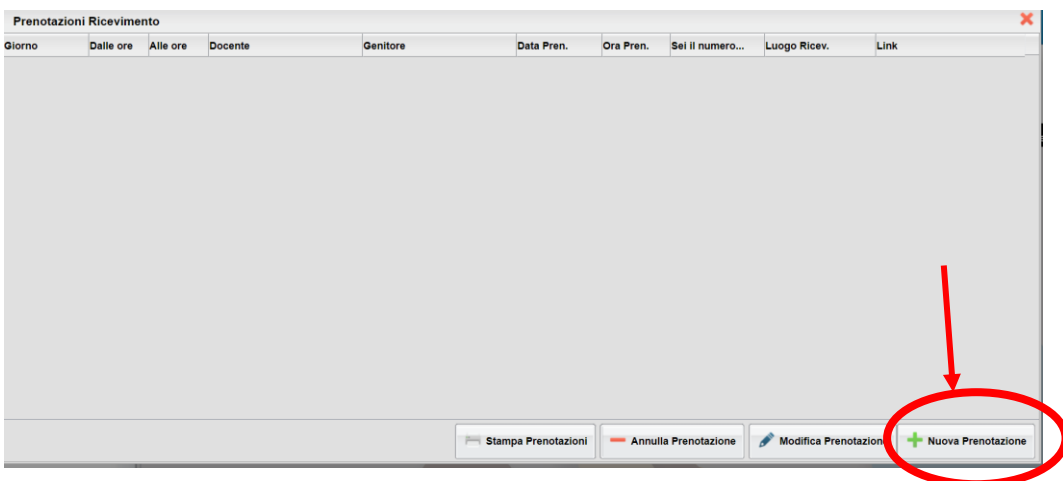 Prenotazioni Ricevimento
Giorno Dalle ore Alle ore Docente Genitore Data Pren. Ora Pren. Sei il numero... Luogo Ricev. Link
Stampa Prenotazioni Annulla Prenotazione Modifica Prenotazione Nuova Prenotazione